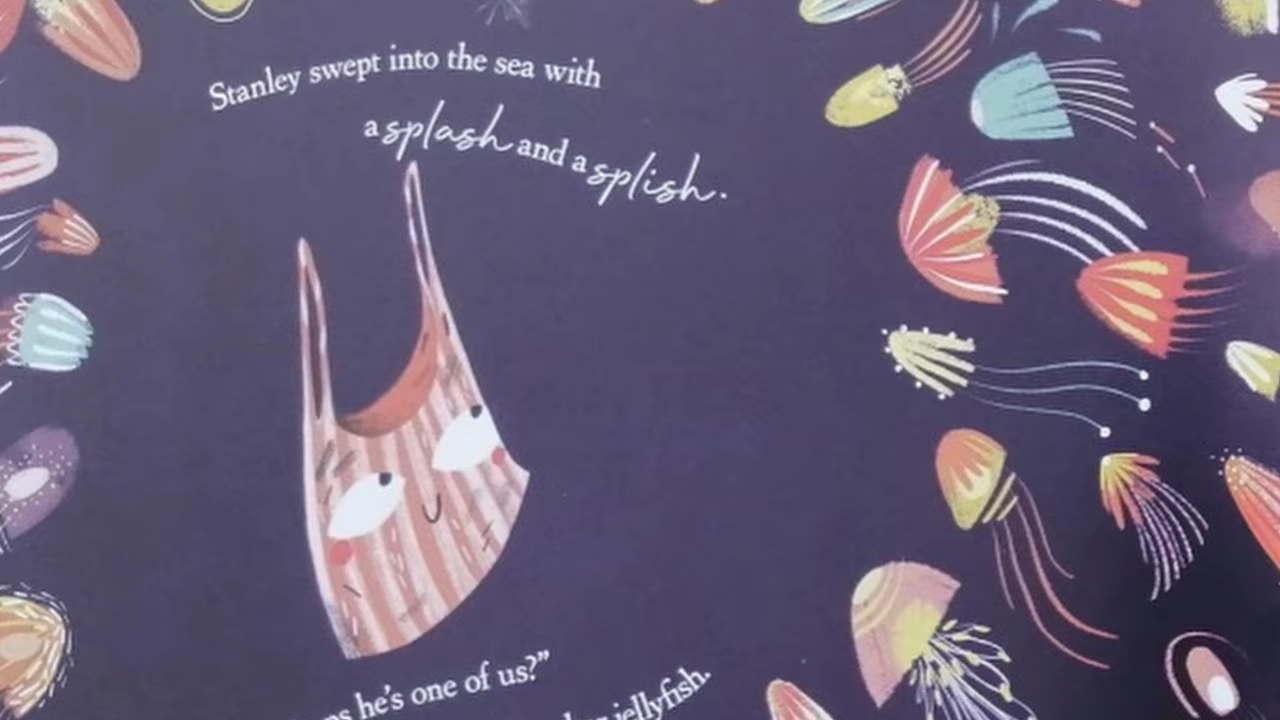 Stanley swept into the sea with
a splash and a splish.
he's one of us?"
jellyfish.